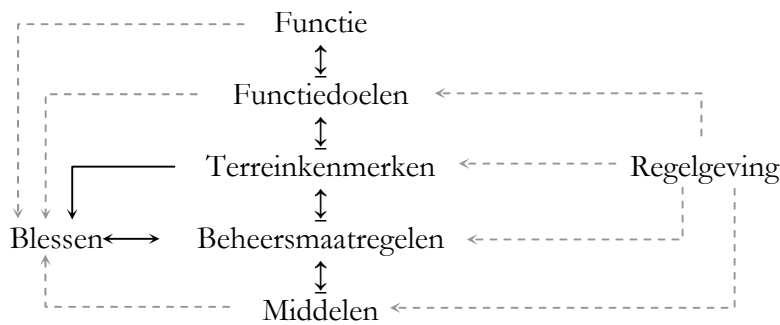 Functie
Functiedoelen
Terreinkenmerken
Regelgeving
Blessen
Beheersmaatregelen
Middelen